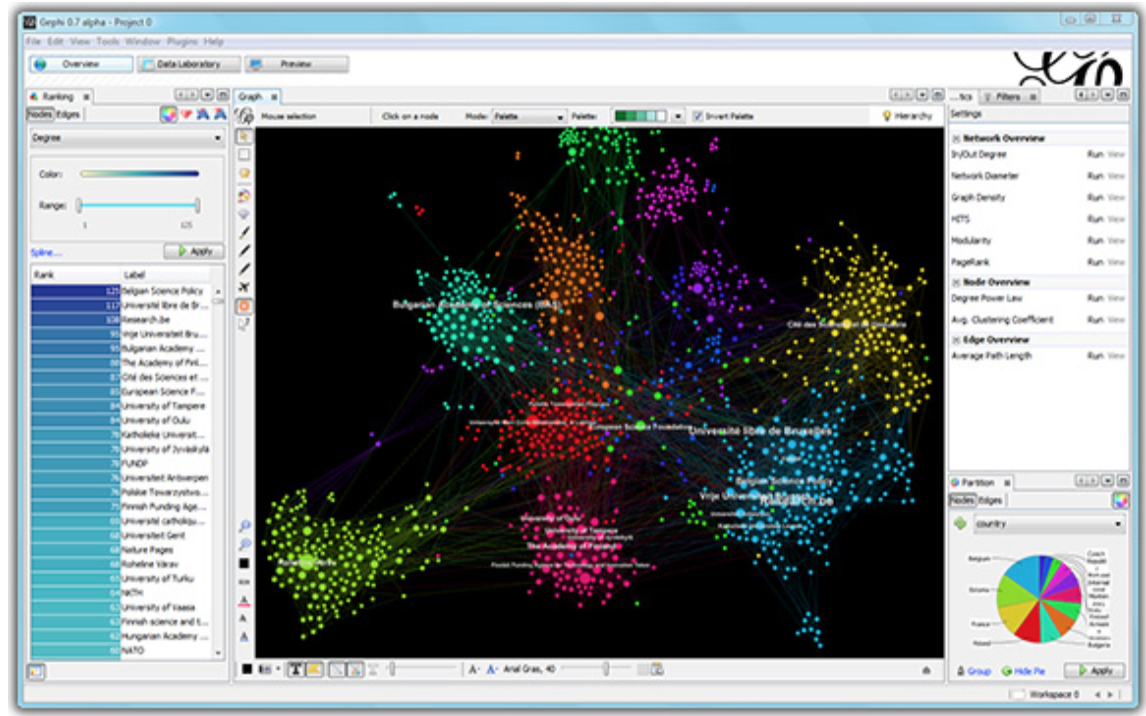 Gephi 0.7 alpha - Project 0
File Edit View Tools Window Plugins Help
Overview Data Laboratory Preview
Ranking
Nodes Edges
Degree
Color:
Range:
1 125
Spline... Apply
Rank Label
125 Belgian Science Policy
117 Université libre de Br...
108 Research.be
Vrije Universiteit Bru...
Bulgarian Academy ...
The Academy of Finl...
Cité des Sciences et ...
European Science F...
University of Tampere
University of Oulu
Katholieke Universit...
University of Jyväskylä
FUNDP
Universiteit Antwerpen
Polskie Towarzystwo...
Finnish Funding Age...
Université catholiqu...
Universiteit Gent
Nature Pages
Roheline Värav
University of Turku
NKTH
University of Vaasa
Finnish science and t...
Hungarian Academy ...
NATO
Graph
Mouse selection Click on a node Mode: Palette Palette: Invert Palette Hierarchy
Bulgarian Academy of Sciences (BAS)
Cité des Sciences et de l'Industrie
European Science Foundation
Université libre de Bruxelles
Belgian Science Policy
Research.be
University of Tampere
The Academy of Finland
A- A- Arial Gras, 40
...tics Filters
Settings
Network Overview
In/Out Degree Run View
Network Diameter Run View
Graph Density Run View
HITS Run View
Modularity Run View
PageRank Run View
Node Overview
Degree Power Law Run View
Avg. Clustering Coefficient Run View
Edge Overview
Average Path Length Run View
Partition
Nodes Edges
country
Belgium
Estonia
France
Poland
Czech
Bulgaria
Group Hide Pie Apply
Workspace 0